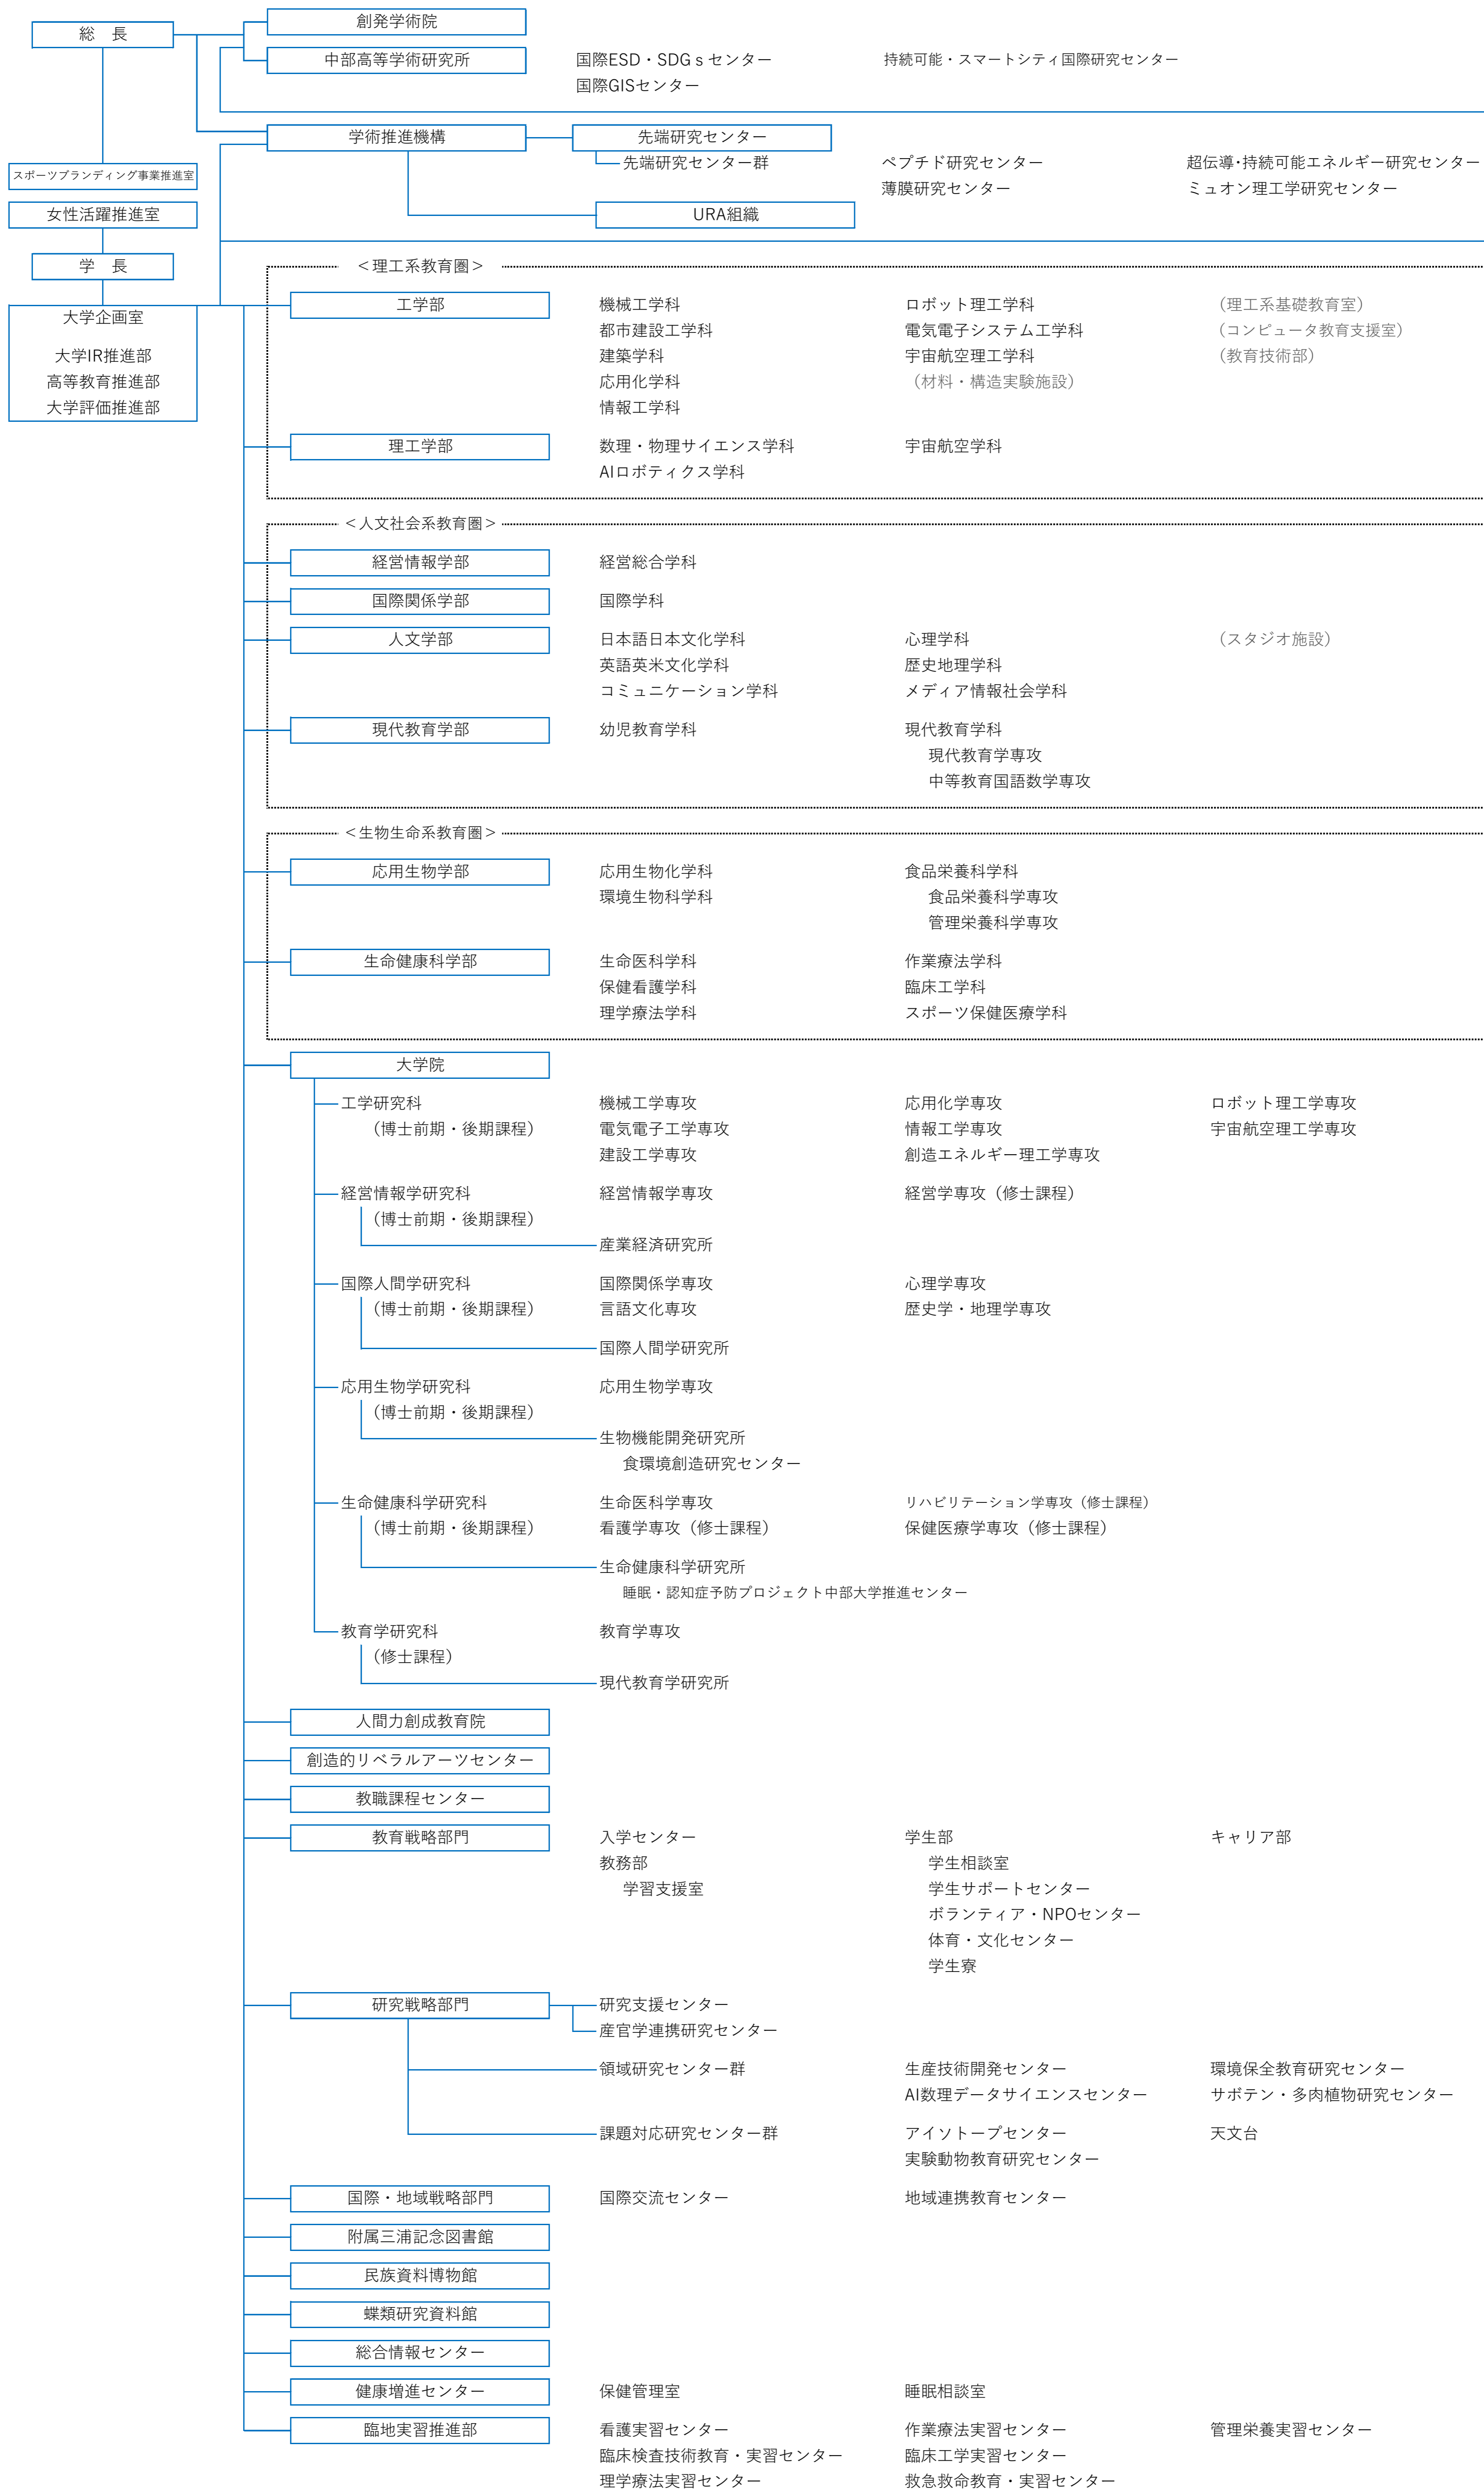 総　長
創発学術院
中部高等学術研究所
国際ESD・SDGｓセンター
持続可能・スマートシティ国際研究センター
国際GISセンター
学術推進機構
先端研究センター
先端研究センター群
ペプチド研究センター
超伝導・持続可能エネルギー研究センター
薄膜研究センター
ミュオン理工学研究センター
URA組織
スポーツブランディング事業推進室
女性活躍推進室
学　長
大学企画室
大学IR推進部
高等教育推進部
大学評価推進部
＜理工系教育圏＞
工学部
機械工学科
ロボット理工学科
（理工系基礎教育室）
都市建設工学科
電気電子システム工学科
（コンピュータ教育支援室）
建築学科
宇宙航空理工学科
（教育技術部）
応用化学科
（材料・構造実験施設）
情報工学科
理工学部
数理・物理サイエンス学科
宇宙航空学科
AIロボティクス学科
＜人文社会系教育圏＞
経営情報学部
経営総合学科
国際関係学部
国際学科
人文学部
日本語日本文化学科
心理学科
（スタジオ施設）
英語英米文化学科
歴史地理学科
コミュニケーション学科
メディア情報社会学科
現代教育学部
幼児教育学科
現代教育学科
現代教育学専攻
中等教育国語数学専攻
＜生物生命系教育圏＞
応用生物学部
応用生物化学科
食品栄養科学科
環境生物科学科
食品栄養科学専攻
管理栄養科学専攻
生命健康科学部
生命医科学科
作業療法学科
保健看護学科
臨床工学科
理学療法学科
スポーツ保健医療学科
大学院
工学研究科
機械工学専攻
応用化学専攻
ロボット理工学専攻
（博士前期・後期課程）
電気電子工学専攻
情報工学専攻
宇宙航空理工学専攻
建設工学専攻
創造エネルギー理工学専攻
経営情報学研究科
経営情報学専攻
経営学専攻（修士課程）
（博士前期・後期課程）
産業経済研究所
国際人間学研究科
国際関係学専攻
心理学専攻
（博士前期・後期課程）
言語文化専攻
歴史学・地理学専攻
国際人間学研究所
応用生物学研究科
応用生物学専攻
（博士前期・後期課程）
生物機能開発研究所
食環境創造研究センター
生命健康科学研究科
生命医科学専攻
リハビリテーション学専攻（修士課程）
（博士前期・後期課程）
看護学専攻（修士課程）
保健医療学専攻（修士課程）
生命健康科学研究所
睡眠・認知症予防プロジェクト中部大学推進センター
教育学研究科
教育学専攻
（修士課程）
現代教育学研究所
人間力創成教育院
創造的リベラルアーツセンター
教職課程センター
教育戦略部門
入学センター
学生部
キャリア部
教務部
学生相談室
学習支援室
学生サポートセンター
ボランティア・NPOセンター
体育・文化センター
学生寮
研究戦略部門
研究支援センター
産官学連携研究センター
領域研究センター群
生産技術開発センター
環境保全教育研究センター
AI数理データサイエンスセンター
サボテン・多肉植物研究センター
課題対応研究センター群
アイソトープセンター
天文台
実験動物教育研究センター
国際・地域戦略部門
国際交流センター
地域連携教育センター
附属三浦記念図書館
民族資料博物館
蝶類研究資料館
総合情報センター
健康増進センター
保健管理室
睡眠相談室
臨地実習推進部
看護実習センター
作業療法実習センター
管理栄養実習センター
臨床検査技術教育・実習センター
臨床工学実習センター
理学療法実習センター
救急救命教育・実習センター